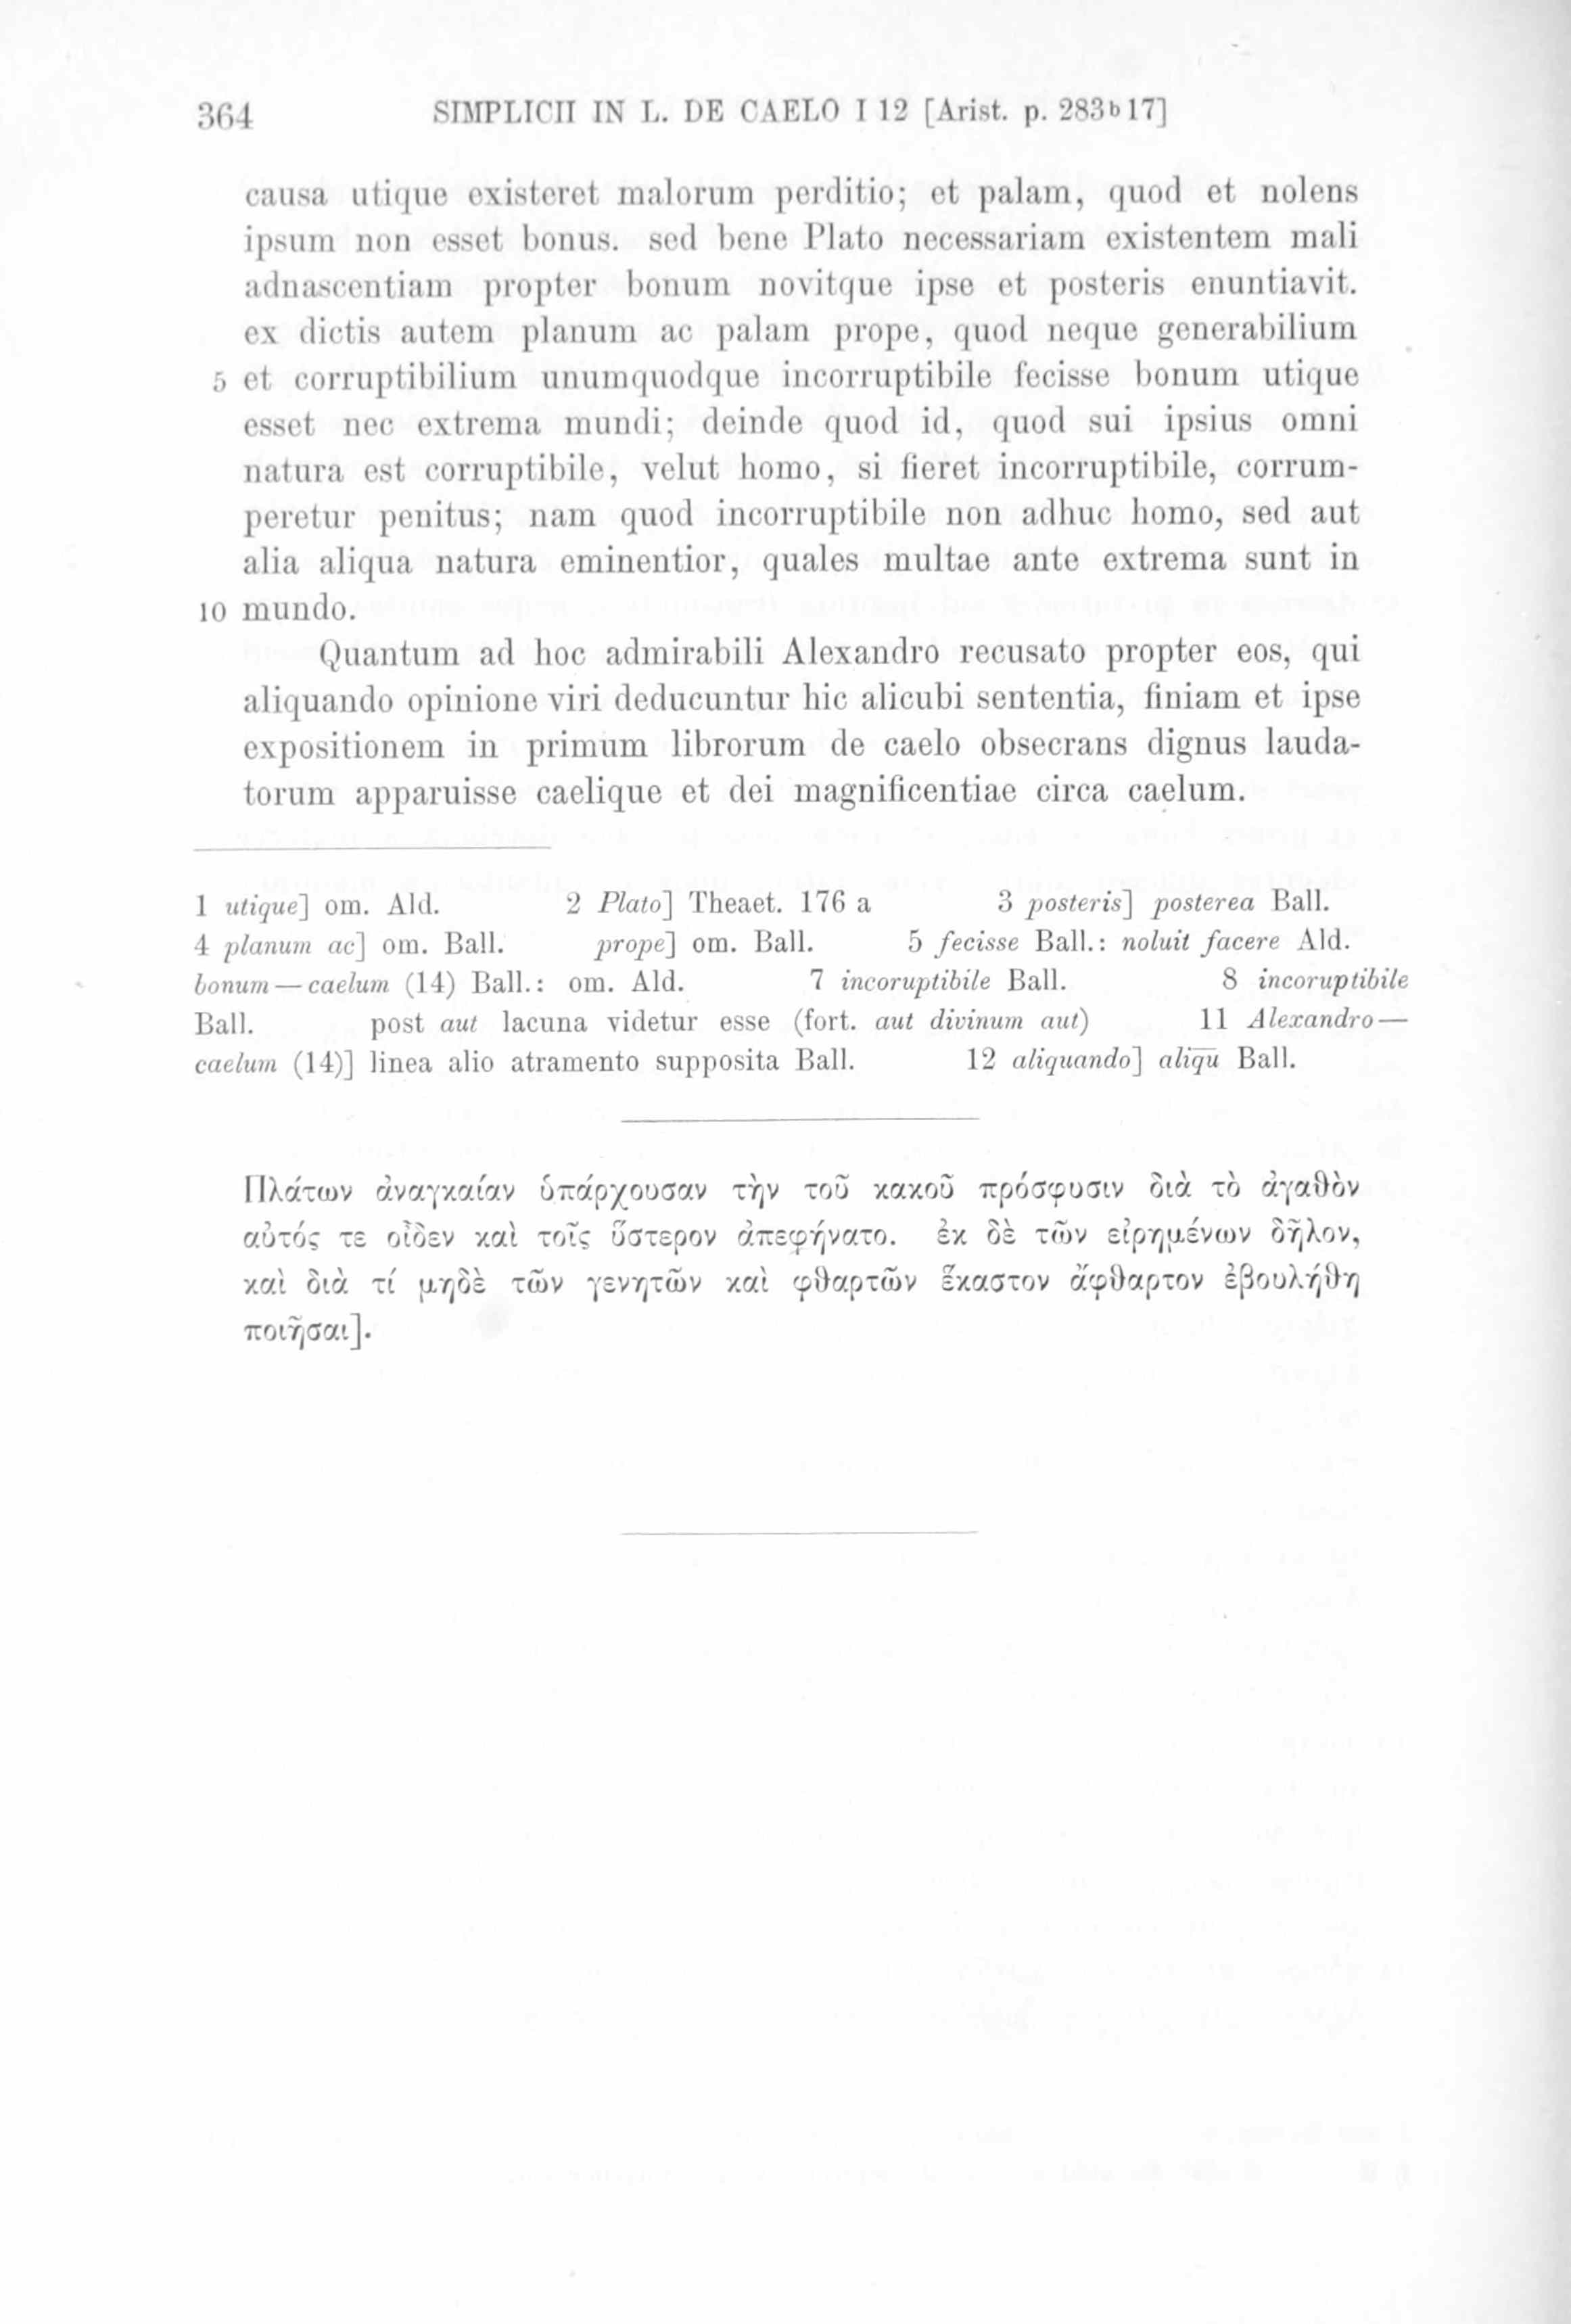 364 SIMPLICII IN L. DE CAELO I 12 [Arist. p. 283b17]
causa utique existeret malorum perditio; et palam, quod et nolens
ipsum non esset bonus. sed bene Plato necessariam existentem mali
adnascentiam propter bonum novitque ipse et posteris enuntiavit.
ex dictis autem planum ac palam prope, quod neque generabilium
5 et corruptibilium unumquodque incorruptibile fecisse bonum utique
esset nec extrema mundi; deinde quod id, quod sui ipsius omni
natura est corruptibile, velut homo, si fieret incorruptibile, corrum-
peretur penitus; nam quod incorruptibile non adhuc homo, sed aut
alia aliqua natura eminentior, quales multae ante extrema sunt in
10 mundo.
Quantum ad hoc admirabili Alexandro recusato propter eos, qui
aliquando opinione viri deducuntur hic alicubi sententia, finiam et ipse
expositionem in primum librorum de caelo obsecrans dignus lauda-
torum apparuisse caelique et dei magnificentiae circa caelum.
1 utique] om. Ald. 2 Plato] Theaet. 176 a 3 posteris] posterea Ball.
4 planum ac] om. Ball. prope] om. Ball. 5 fecisse Ball.: noluit facere Ald.
bonum — caelum (14) Ball.: om. Ald. 7 incoruptibile Ball. 8 incoruptibile
Ball. post aut lacuna videtur esse (fort. aut divinum aut) 11 Alexandro —
caelum (14)] linea alio atramento supposita Ball. 12 aliquando] aliqū Ball.
Πλάτων ἀναγκαίαν ὑπάρχουσαν τὴν τοῦ κακοῦ πρόσφυσιν διὰ τὸ ἀγαθὸν
αὐτός τε οἶδεν καὶ τοῖς ὕστερον ἀπεφήνατο. ἐκ δὲ τῶν εἰρημένων δῆλον,
καὶ διὰ τί μηδὲ τῶν γενητῶν καὶ φθαρτῶν ἕκαστον ἄφθαρτον ἐβουλήθη
ποιῆσαι].